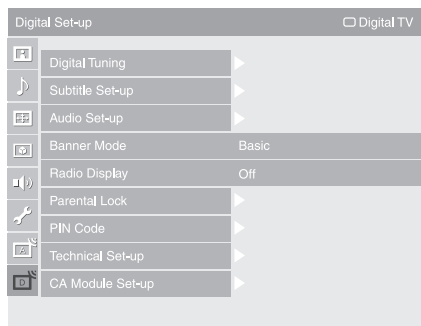 Digital Set-up Digital TV
Digital Tuning
Subtitle Set-up
Audio Set-up
Banner Mode Basic
Radio Display Off
Parental Lock
PIN Code
Technical Set-up
CA Module Set-up
A
D